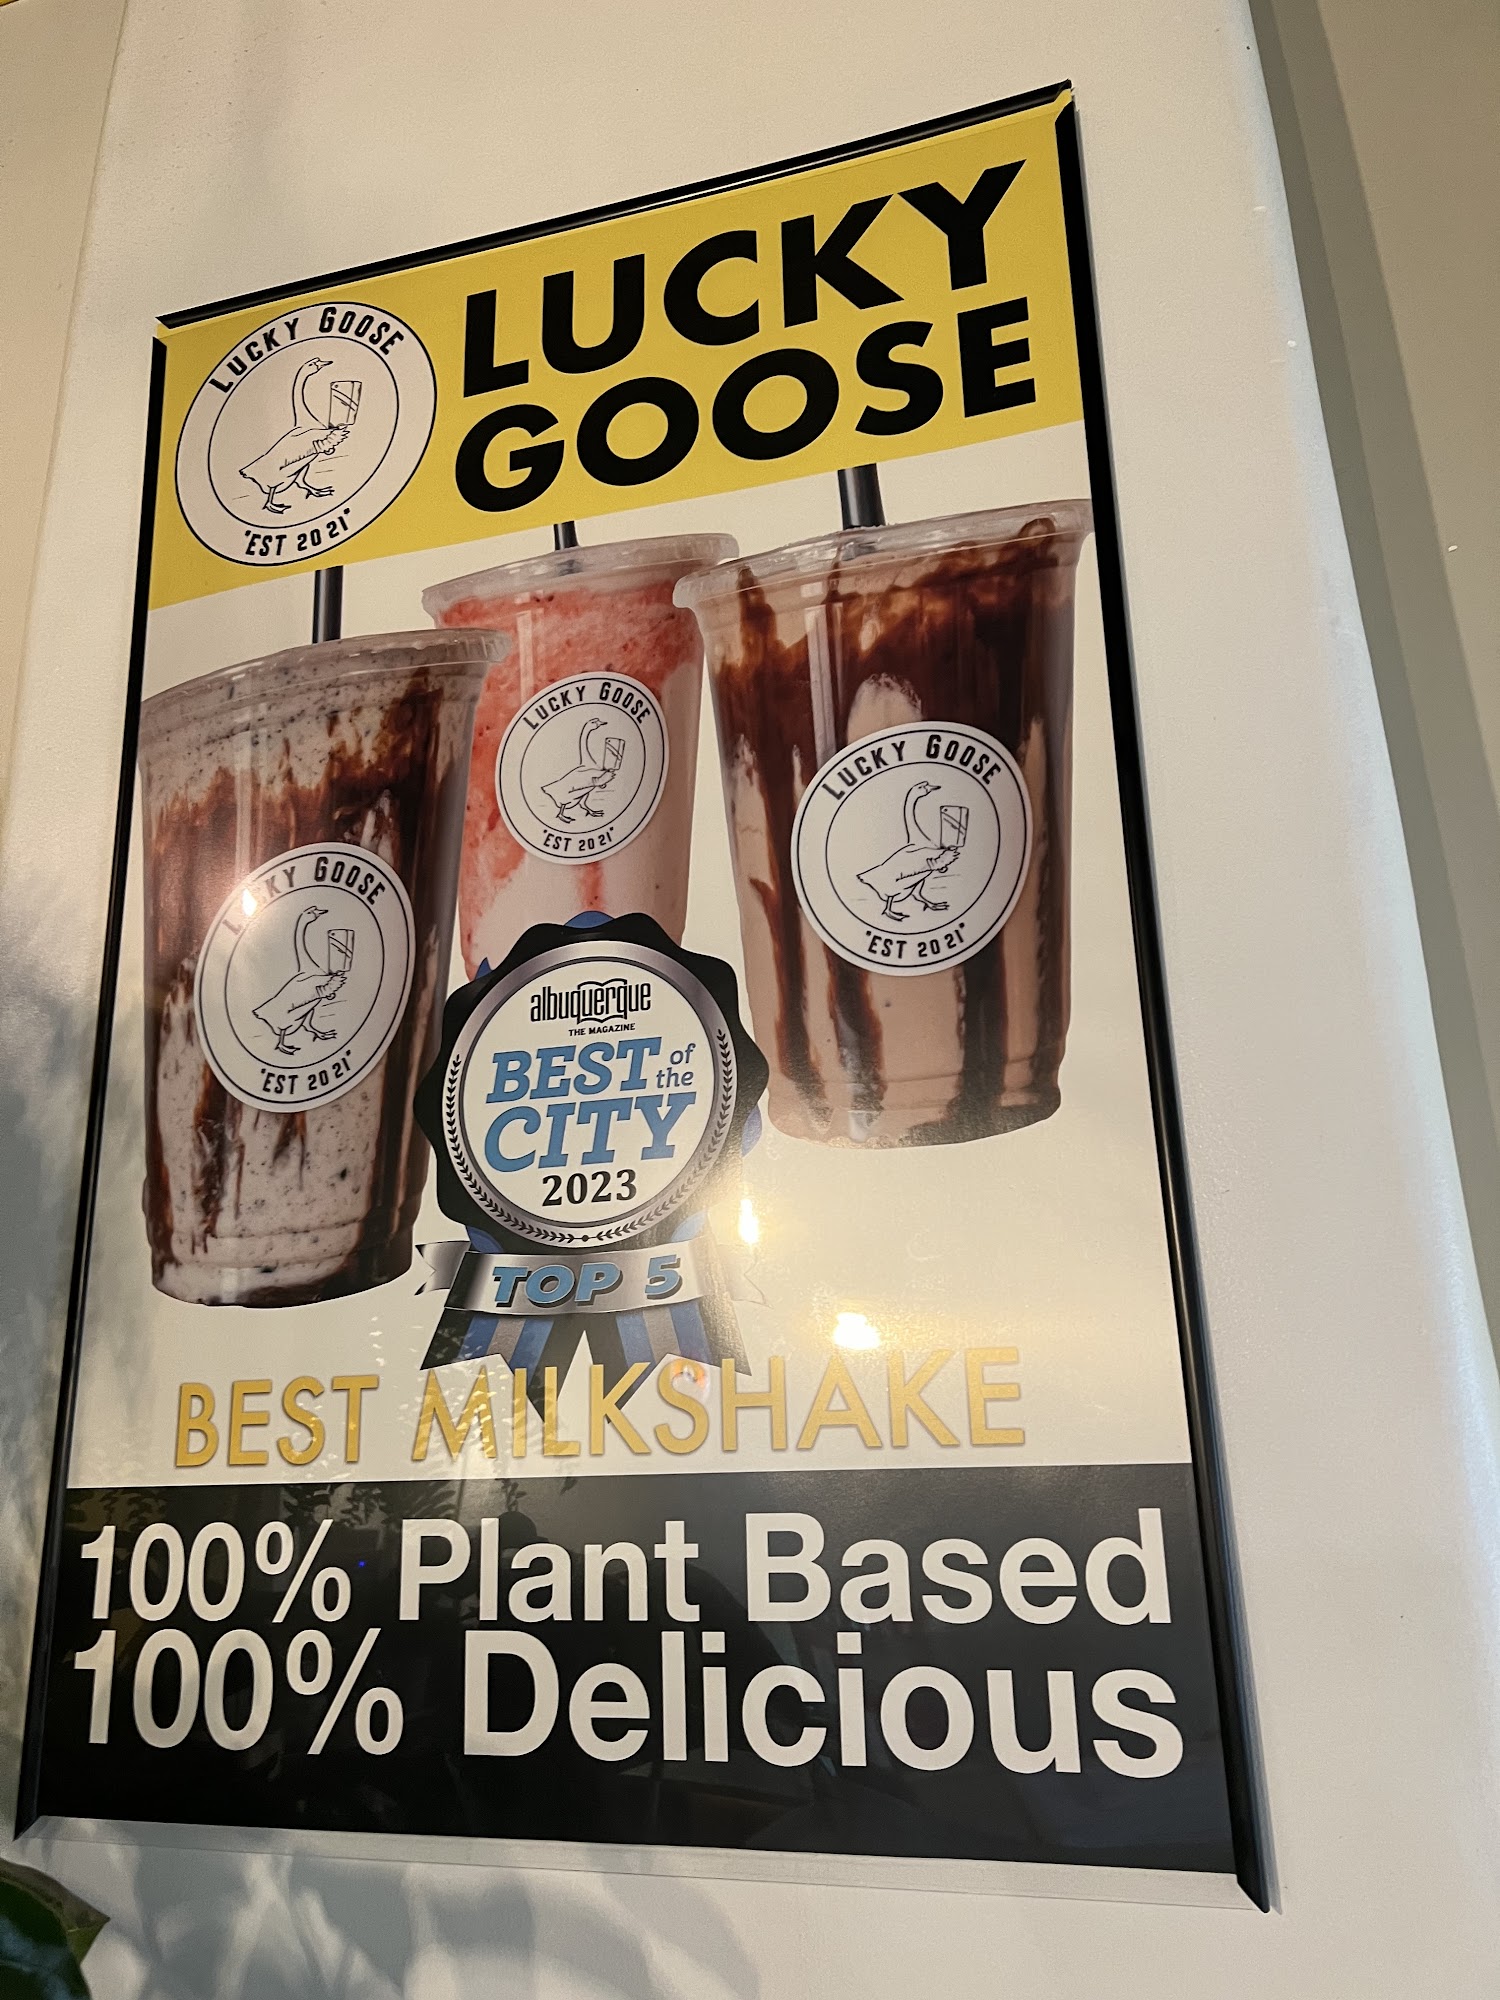 LUCKY GOOSE
"EST 2021"
LUCKY
GOOSE
LUCKY GOOSE
"EST 2021"
LUCKY GOOSE
"EST 2021"
KY GOOSE
"EST 2021"
albuquerque
THE MAGAZINE
BEST of the
CITY
2023
TOP 5
BEST MILKSHAKE
100% Plant Based
100% Delicious